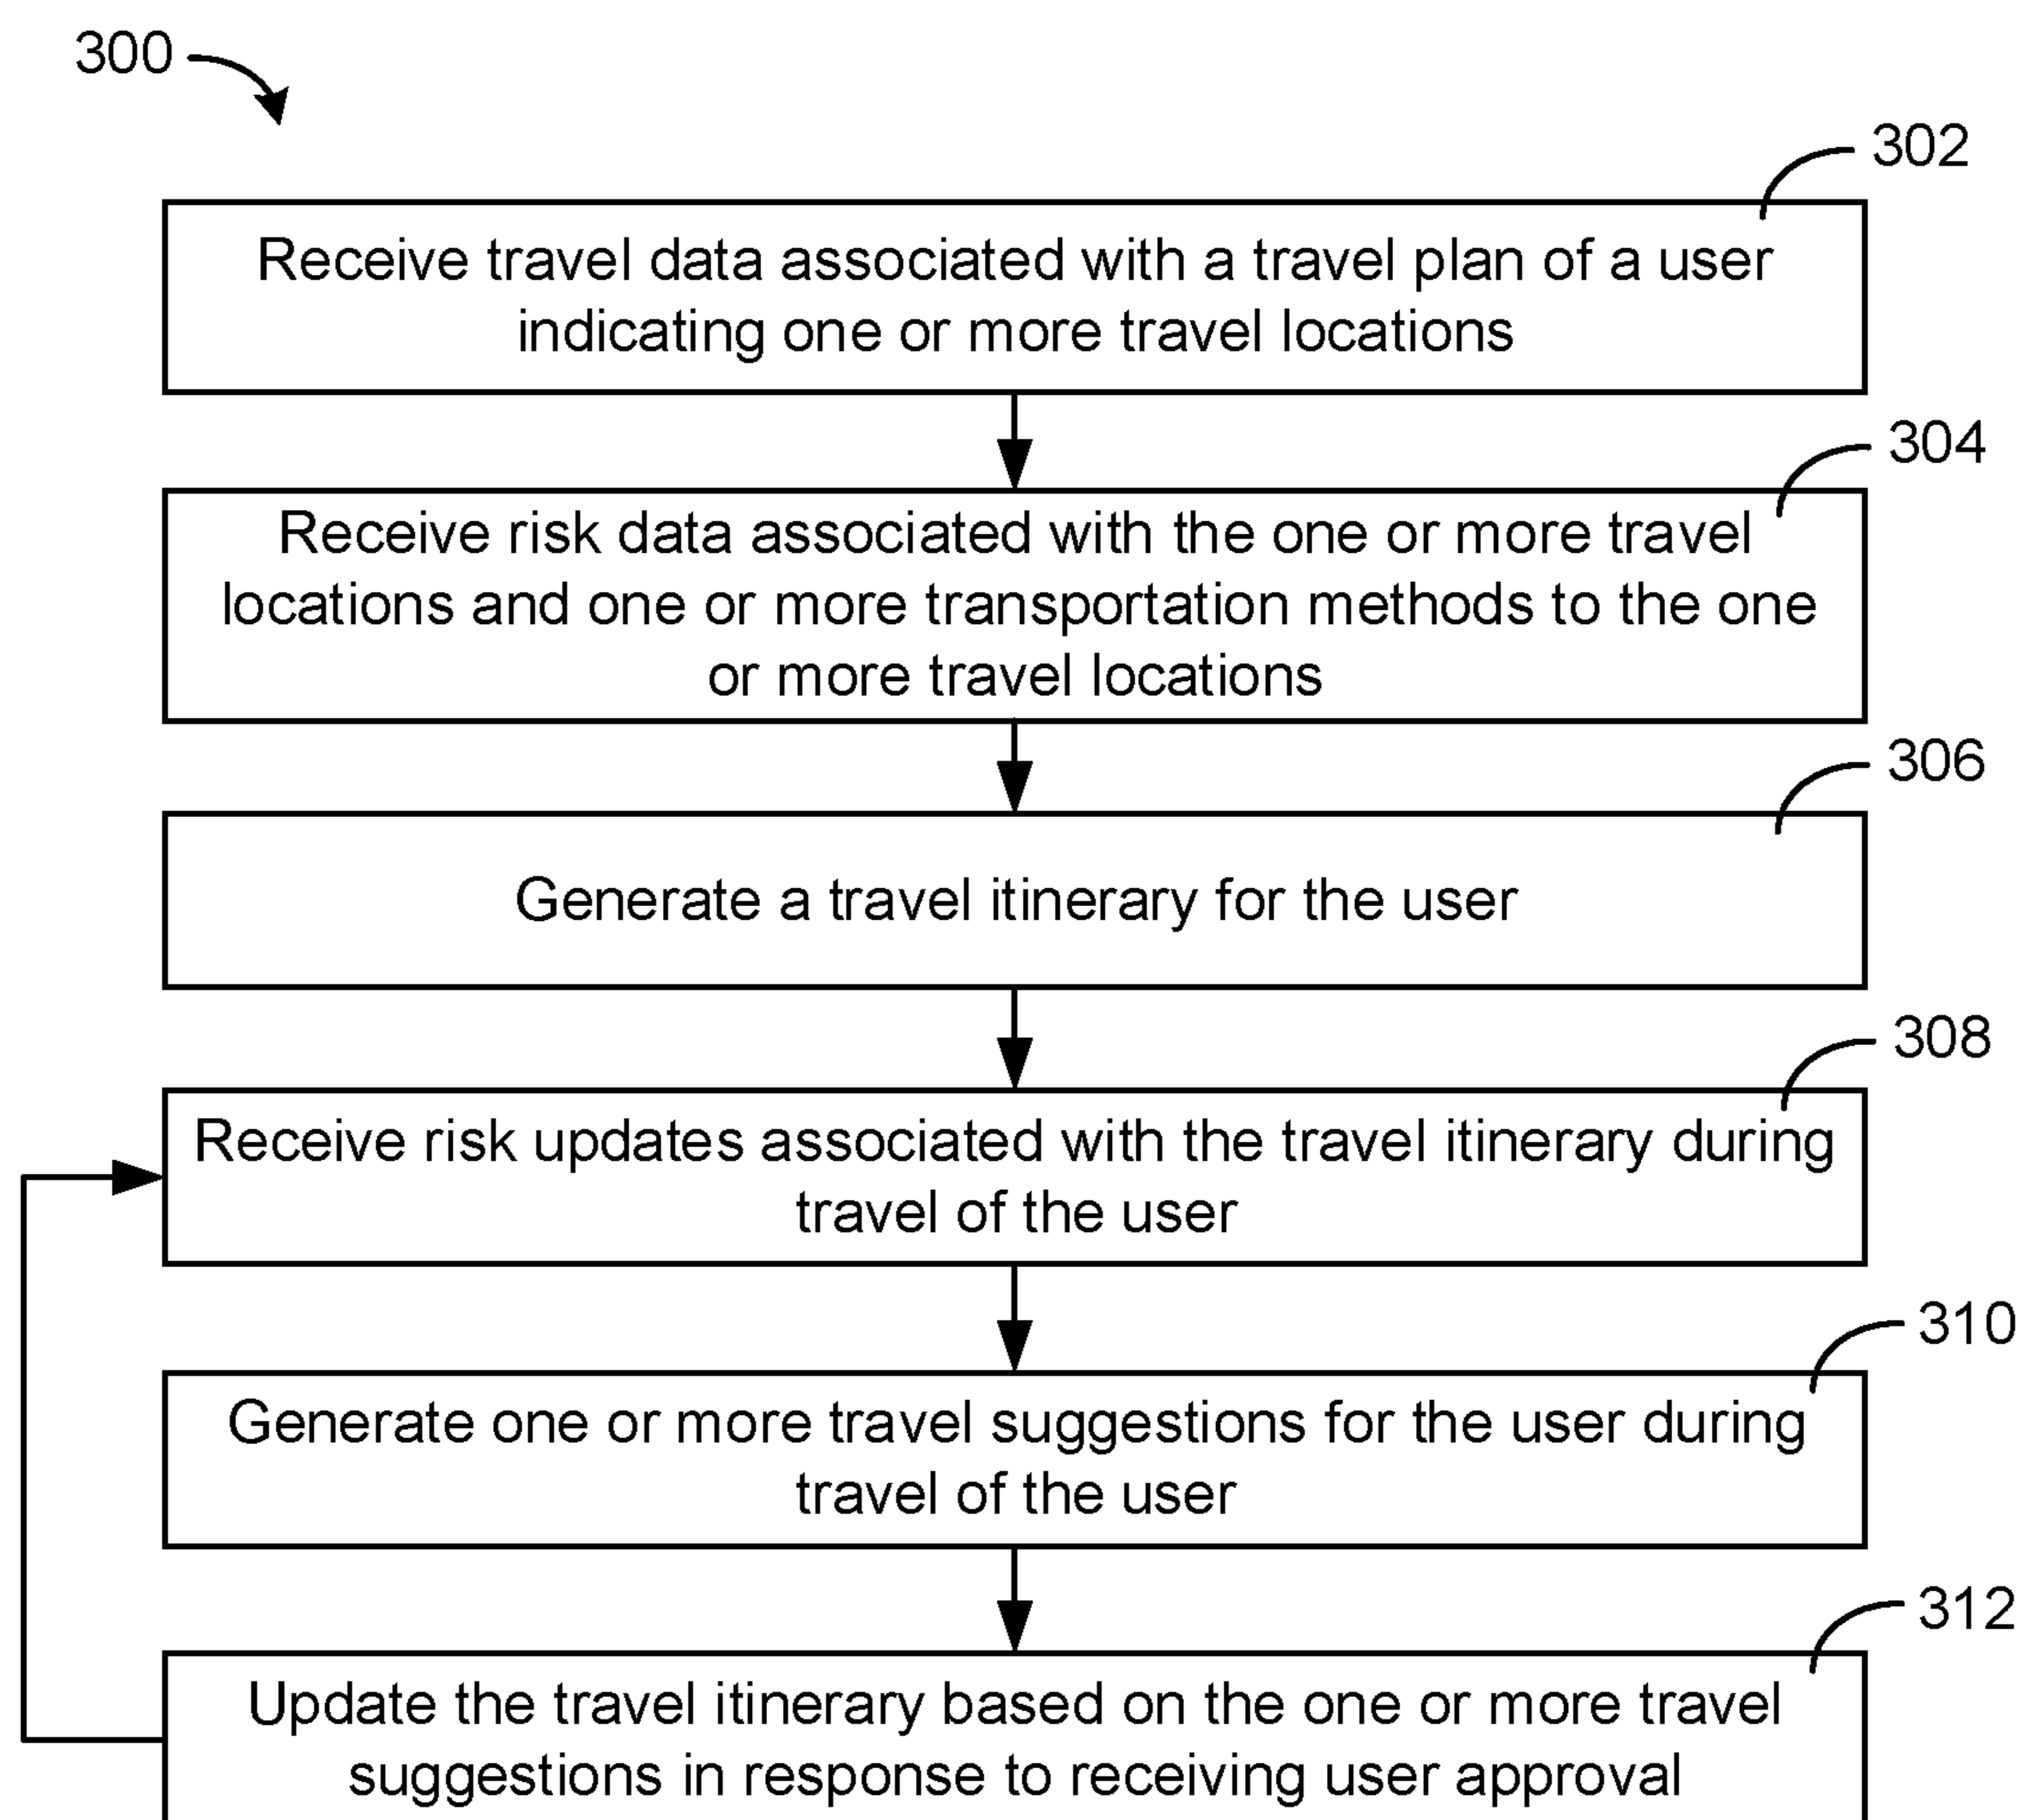 300
302
Receive travel data associated with a travel plan of a user
indicating one or more travel locations
304
Receive risk data associated with the one or more travel
locations and one or more transportation methods to the one
or more travel locations
306
Generate a travel itinerary for the user
308
Receive risk updates associated with the travel itinerary during
travel of the user
310
Generate one or more travel suggestions for the user during
travel of the user
312
Update the travel itinerary based on the one or more travel
suggestions in response to receiving user approval